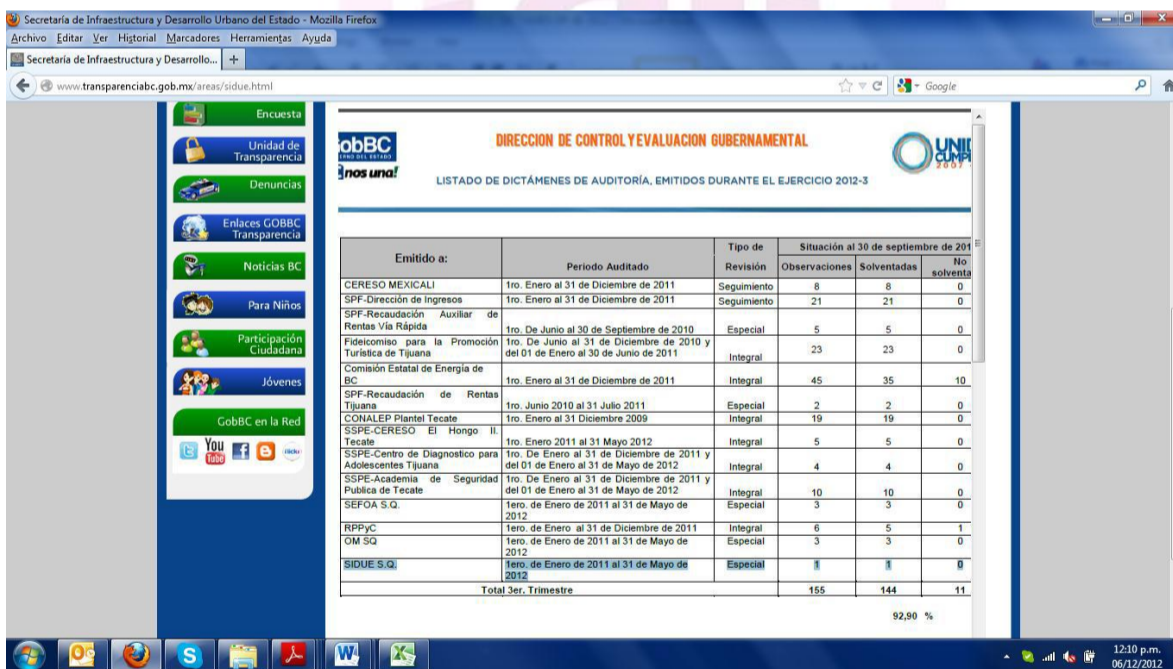 Secretaría de Infraestructura y Desarrollo Urbano del Estado - Mozilla Firefox
Archivo Editar Ver Historial Marcadores Herramientas Ayuda
Secretaría de Infraestructura y Desarrollo... +
www.transparenciabc.gob.mx/areas/sidue.html
Google
Encuesta
Unidad de
Transparencia
Denuncias
Enlaces GOBBC
Transparencia
Noticias BC
Para Niños
Participación
Ciudadana
Jóvenes
GobBC en la Red
You
Tube
obBC
nos una!
DIRECCION DE CONTROL Y EVALUACION GUBERNAMENTAL
LISTADO DE DICTÁMENES DE AUDITORÍA, EMITIDOS DURANTE EL EJERCICIO 2012-3
UNID
CUMPL
2007
Emitido a: Periodo Auditado Tipo de Revisión Situación al 30 de septiembre de 201
Observaciones Solventadas No solventa
CERESO MEXICALI 1ro. Enero al 31 de Diciembre de 2011 Seguimiento 8 8 0
SPF-Dirección de Ingresos 1ro. Enero al 31 de Diciembre de 2011 Seguimiento 21 21 0
SPF-Recaudación Auxiliar de
Rentas Vía Rápida 1ro. De Junio al 30 de Septiembre de 2010 Especial 5 5 0
Fideicomiso para la Promoción 1ro. De Junio al 31 de Diciembre de 2010 y
Turística de Tijuana del 01 de Enero al 30 de Junio de 2011 Integral 23 23 0
Comisión Estatal de Energía de
BC 1ro. Enero al 31 de Diciembre de 2011 Integral 45 35 10
SPF-Recaudación de Rentas
Tijuana 1ro. Junio 2010 al 31 Julio 2011 Especial 2 2 0
CONALEP Plantel Tecate 1ro. Enero al 31 Diciembre 2009 Integral 19 19 0
SSPE-CERESO El Hongo II.
Tecate 1ro. Enero 2011 al 31 Mayo 2012 Integral 5 5 0
SSPE-Centro de Diagnostico para 1ro. De Enero al 31 de Diciembre de 2011 y
Adolescentes Tijuana del 01 de Enero al 31 de Mayo de 2012 Integral 4 4 0
SSPE-Academia de Seguridad 1ro. De Enero al 31 de Diciembre de 2011 y
Publica de Tecate del 01 de Enero al 31 de Mayo de 2012 Integral 10 10 0
SEFOA S.Q. 1ero. de Enero de 2011 al 31 de Mayo de Especial 3 3 0
2012
RPPyC 1ero. de Enero al 31 de Diciembre de 2011 Integral 6 5 1
OM SQ 1ero. de Enero de 2011 al 31 de Mayo de Especial 3 3 0
2012
SIDUE S.Q. 1ero. de Enero de 2011 al 31 de Mayo de Especial 1 1 0
2012
Total 3er. Trimestre 155 144 11
92,90 %
12:10 p.m.
06/12/2012